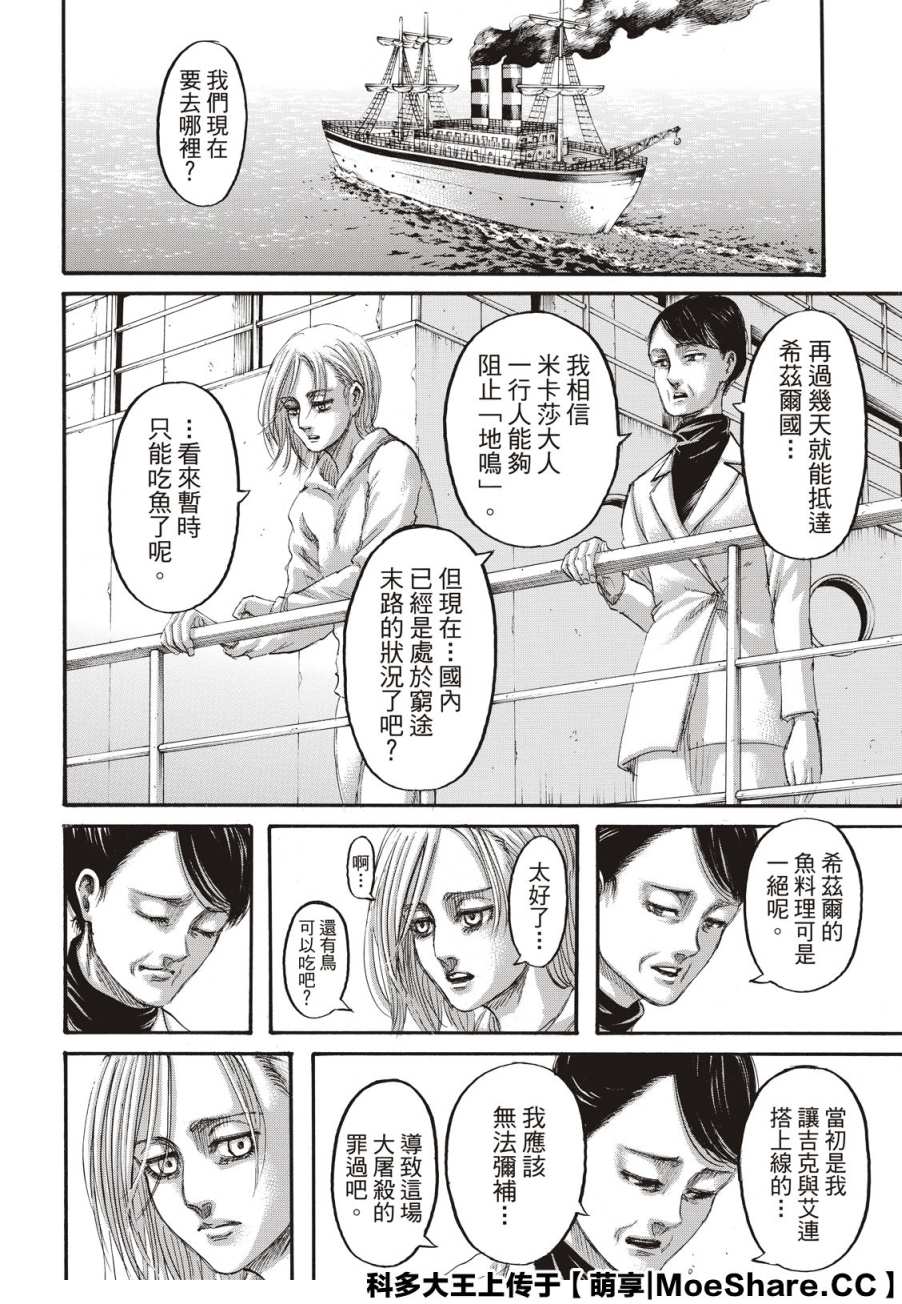 我們現在
要去哪裡？
再過幾天就能抵達
希茲爾國…
我相信
米卡莎大人
一行人能夠
阻止「地鳴」。
但現在…國內
已經是處於窮途
末路的狀況了吧？
…看來暫時
只能吃魚了呢。
希茲爾的
魚料理可是
一絕呢。
太好了…
啊…
還有鳥
可以吃吧？
當初是我
讓吉克與艾連
搭上線的…
我應該
無法彌補…
導致這場
大屠殺的
罪過吧。
科多大王上传于【萌享|MoeShare.CC】